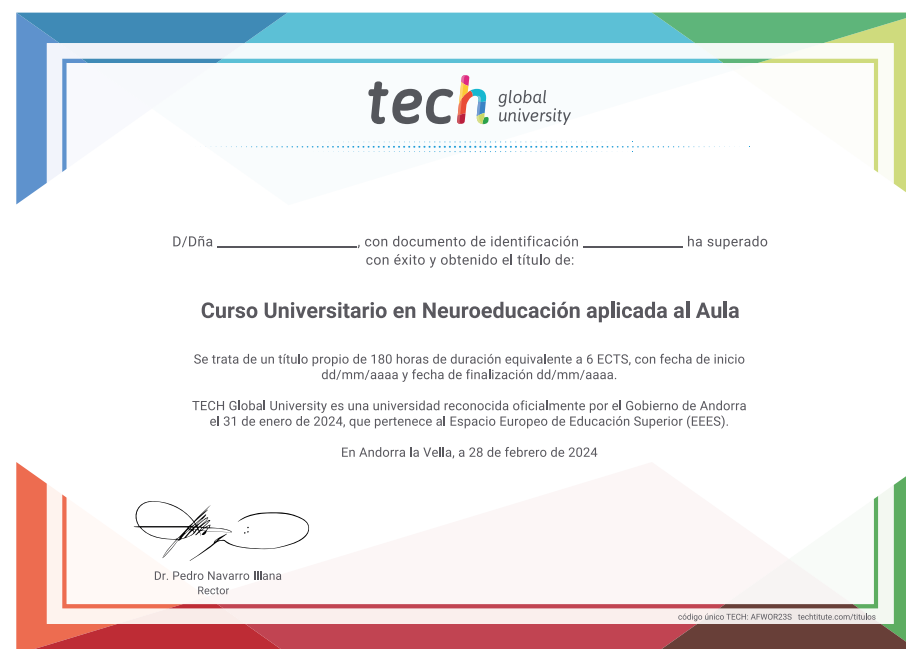 tech global university
D/Dña ____________________, con documento de identificación ______________ ha superado
con éxito y obtenido el título de:
Curso Universitario en Neuroeducación aplicada al Aula
Se trata de un título propio de 180 horas de duración equivalente a 6 ECTS, con fecha de inicio
dd/mm/aaaa y fecha de finalización dd/mm/aaaa.
TECH Global University es una universidad reconocida oficialmente por el Gobierno de Andorra
el 31 de enero de 2024, que pertenece al Espacio Europeo de Educación Superior (EEES).
En Andorra la Vella, a 28 de febrero de 2024
Dr. Pedro Navarro Illana
Rector
código único TECH: AFWOR23S techtitute.com/titulos